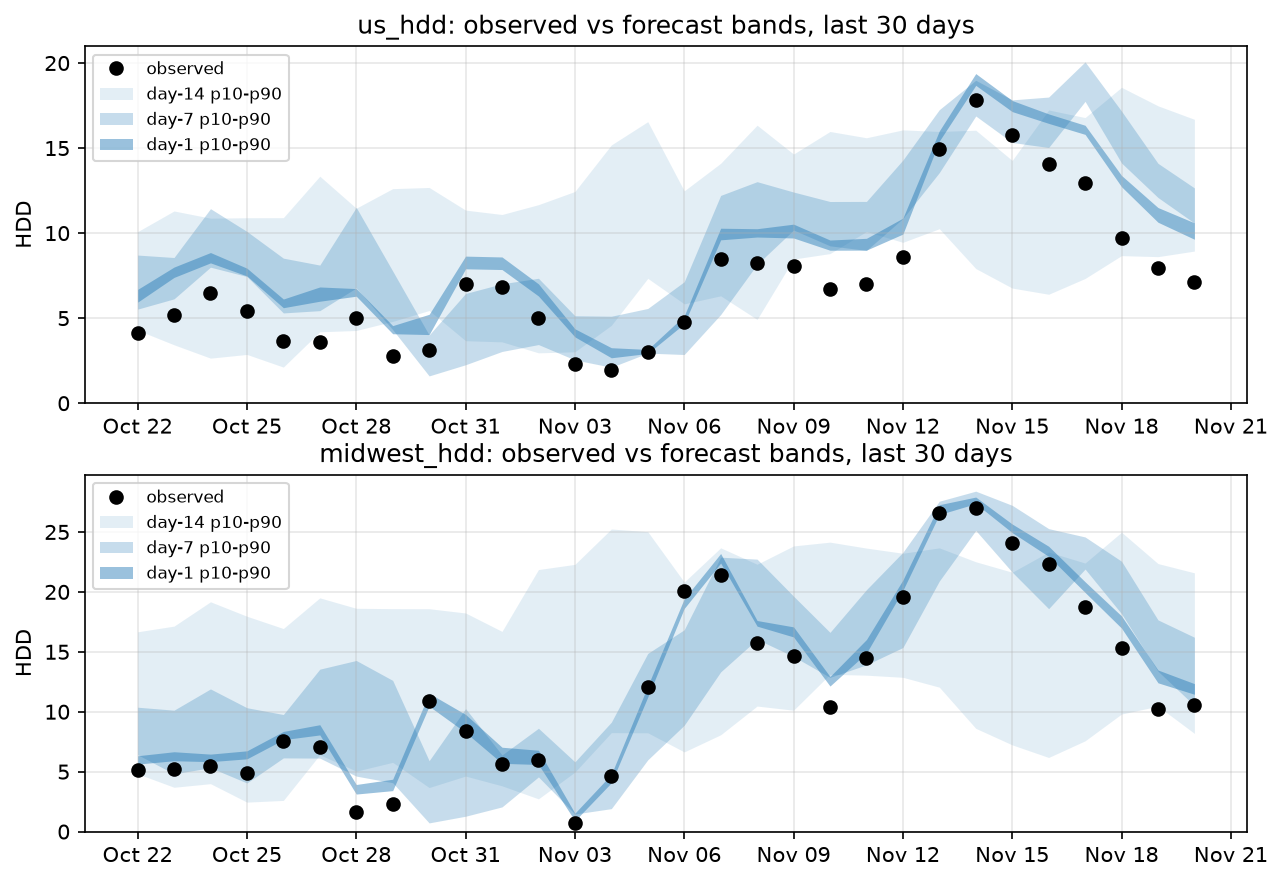 us_hdd: observed vs forecast bands, last 30 days
HDD
20
15
10
5
0
observed
day-14 p10-p90
day-7 p10-p90
day-1 p10-p90
Oct 22 Oct 25 Oct 28 Oct 31 Nov 03 Nov 06 Nov 09 Nov 12 Nov 15 Nov 18 Nov 21
midwest_hdd: observed vs forecast bands, last 30 days
HDD
25
20
15
10
5
0
observed
day-14 p10-p90
day-7 p10-p90
day-1 p10-p90
Oct 22 Oct 25 Oct 28 Oct 31 Nov 03 Nov 06 Nov 09 Nov 12 Nov 15 Nov 18 Nov 21